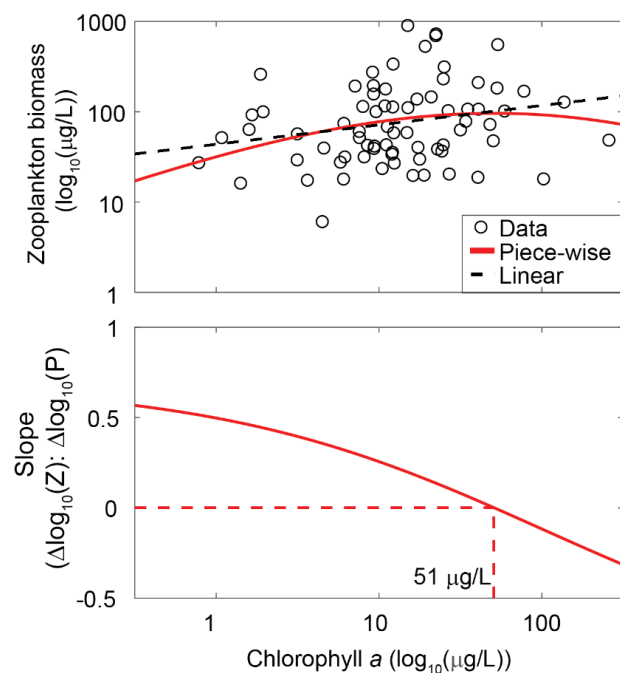 Zooplankton biomass
(log10(μg/L))
1000
100
10
1
Data
Piece-wise
Linear
Slope
(Δlog10(Z): Δlog10(P)
1
0.5
0
-0.5
51 μg/L
1
10
100
Chlorophyll a (log10(μg/L))